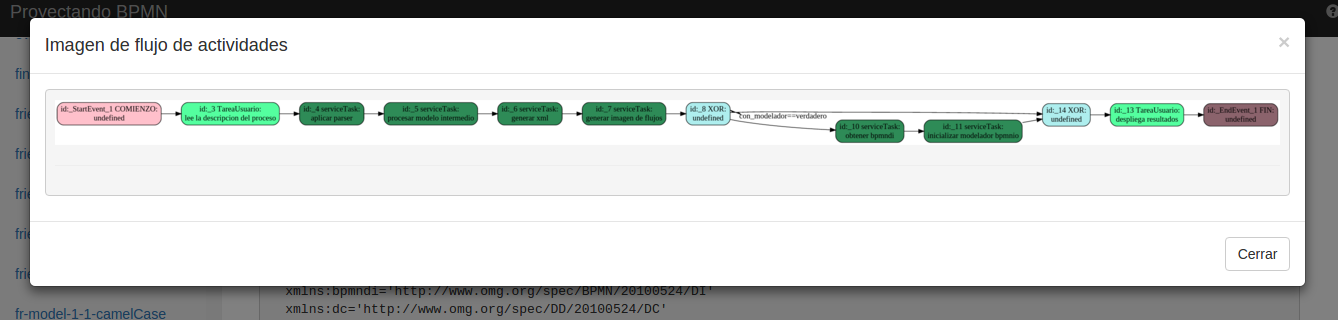 Proyectando BPMN
Imagen de flujo de actividades
×
id:_StartEvent_1 COMIENZO:
undefined
id:_3 TareaUsuario:
lee la descripcion del proceso
id:_4 serviceTask:
aplicar parser
id:_5 serviceTask:
procesar modelo intermedio
id:_6 serviceTask:
generar xml
id:_7 serviceTask:
generar imagen de flujos
id:_8 XOR:
undefined
con_modelador==verdadero
id:_10 serviceTask:
obtener bpmndi
id:_11 serviceTask:
inicializar modelador bpmnio
id:_14 XOR:
undefined
id:_13 TareaUsuario:
despliega resultados
id:_EndEvent_1 FIN:
undefined
Cerrar
fin
frie
frie
frie
frie
frie
fr-model-1-1-camelCase
xmlns:bpmndi='http://www.omg.org/spec/BPMN/20100524/DI'
xmlns:dc='http://www.omg.org/spec/DD/20100524/DC'